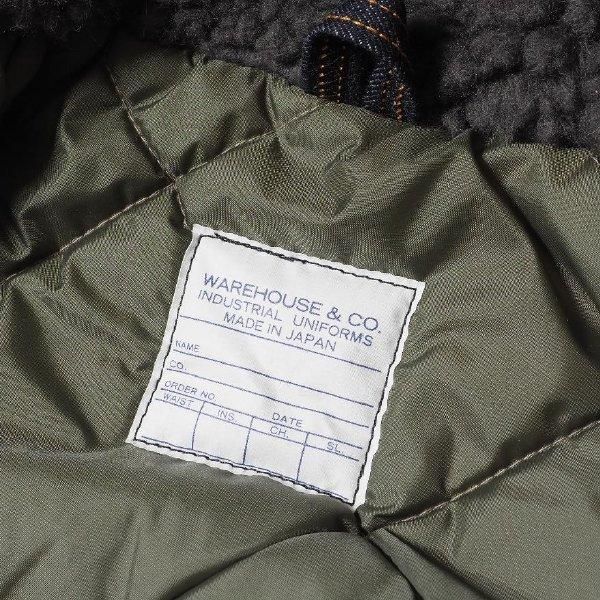 WAREHOUSE & CO.
INDUSTRIAL UNIFORMS
MADE IN JAPAN
NAME
CO.
ORDER NO. DATE
WAIST INS. CH. SL.